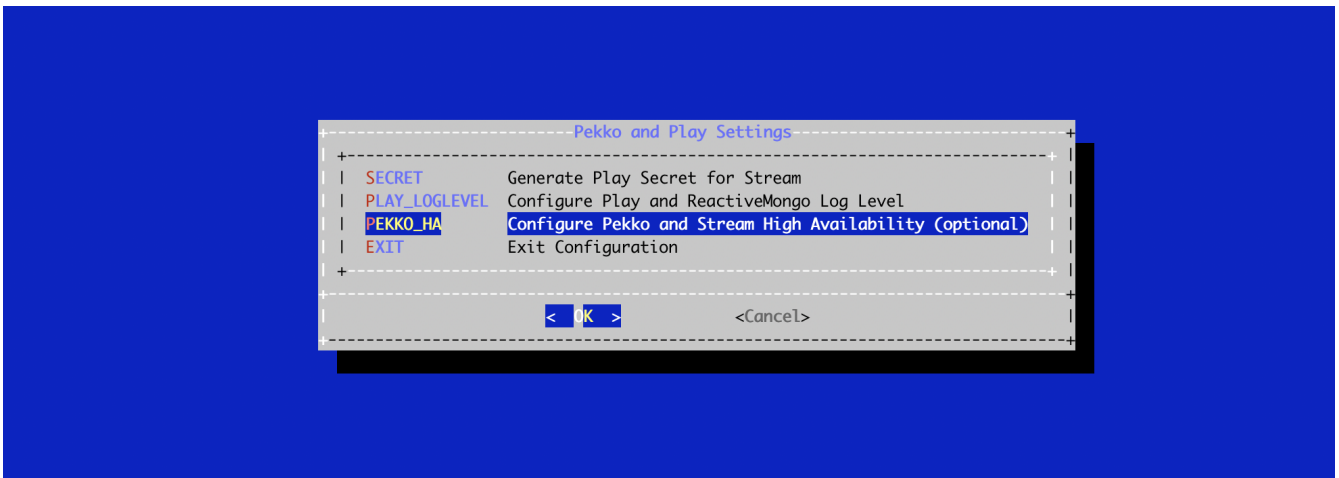 Pekko and Play Settings
SECRET Generate Play Secret for Stream
PLAY_LOGLEVEL Configure Play and ReactiveMongo Log Level
PEKKO_HA Configure Pekko and Stream High Availability (optional)
EXIT Exit Configuration
< OK > <Cancel>